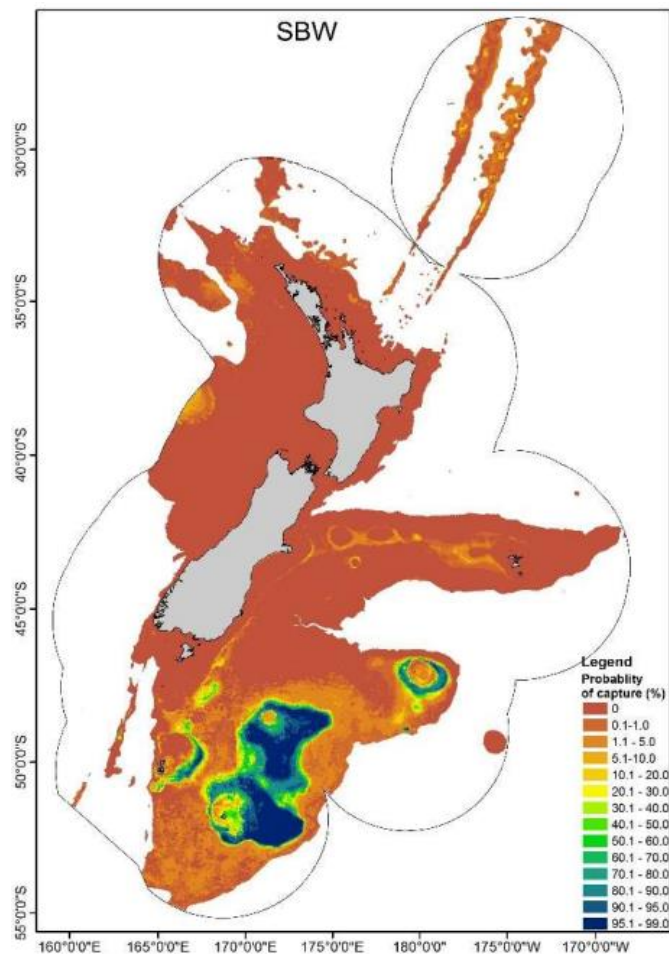 SBW
30°0'0"S
35°0'0"S
40°0'0"S
45°0'0"S
50°0'0"S
55°0'0"S
Legend
Probablity
of capture (%)
0
0.1-1.0
1.1 - 5.0
5.1-10.0
10.1 - 20.0
20.1 - 30.0
30.1 - 40.0
40.1 - 50.0
50.1 - 60.0
60.1 - 70.0
70.1 - 80.0
80.1 - 90.0
90.1 - 95.0
95.1 - 99.0
160°0'0"E 165°0'0"E 170°0'0"E 175°0'0"E 180°0'0" 175°0'0"W 170°0'0"W